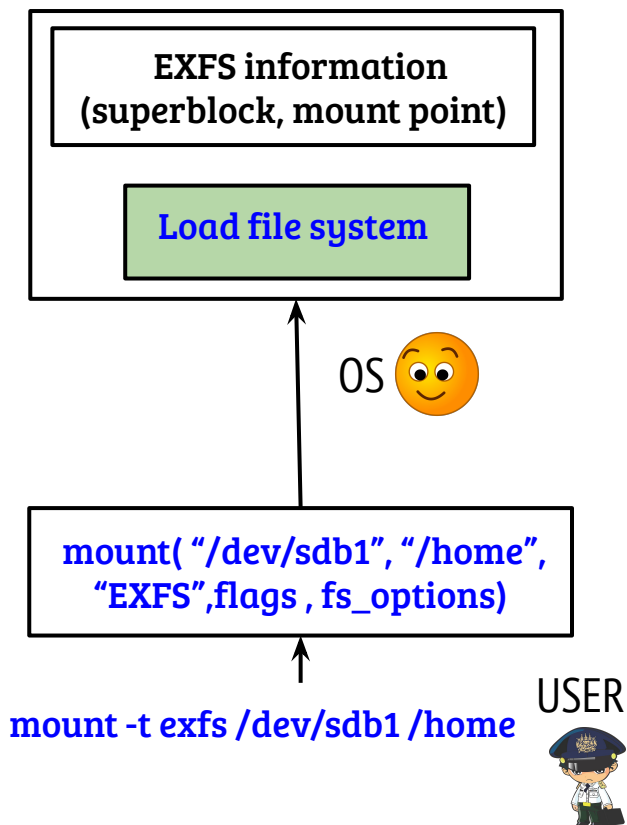 EXFS information
(superblock, mount point)
Load file system
OS
mount( “/dev/sdb1”, “/home”,
“EXFS”,flags , fs_options)
USER
mount -t exfs /dev/sdb1 /home